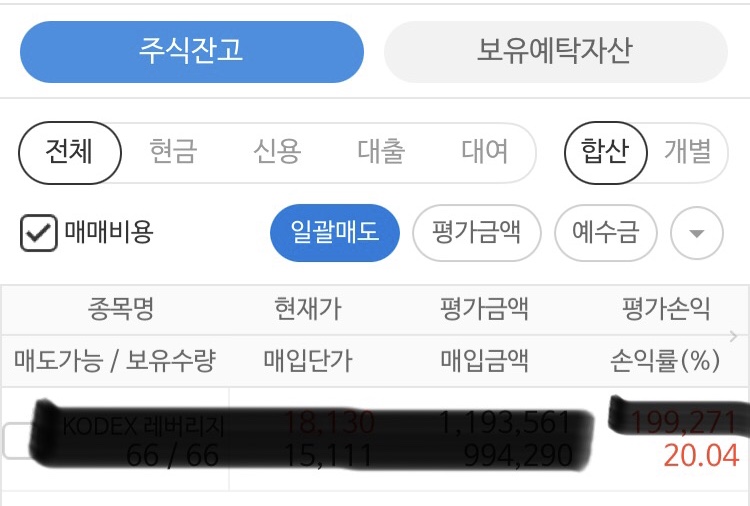 주식잔고 보유예탁자산
전체 현금 신용 대출 대여 합산 개별
매매비용 일괄매도 평가금액 예수금
종목명 현재가 평가금액 평가손익
매도가능 / 보유수량 매입단가 매입금액 손익률(%)
KODEX 레버리지 18,130 1,193,561 199,271
66 / 66 15,111 994,290 20.04